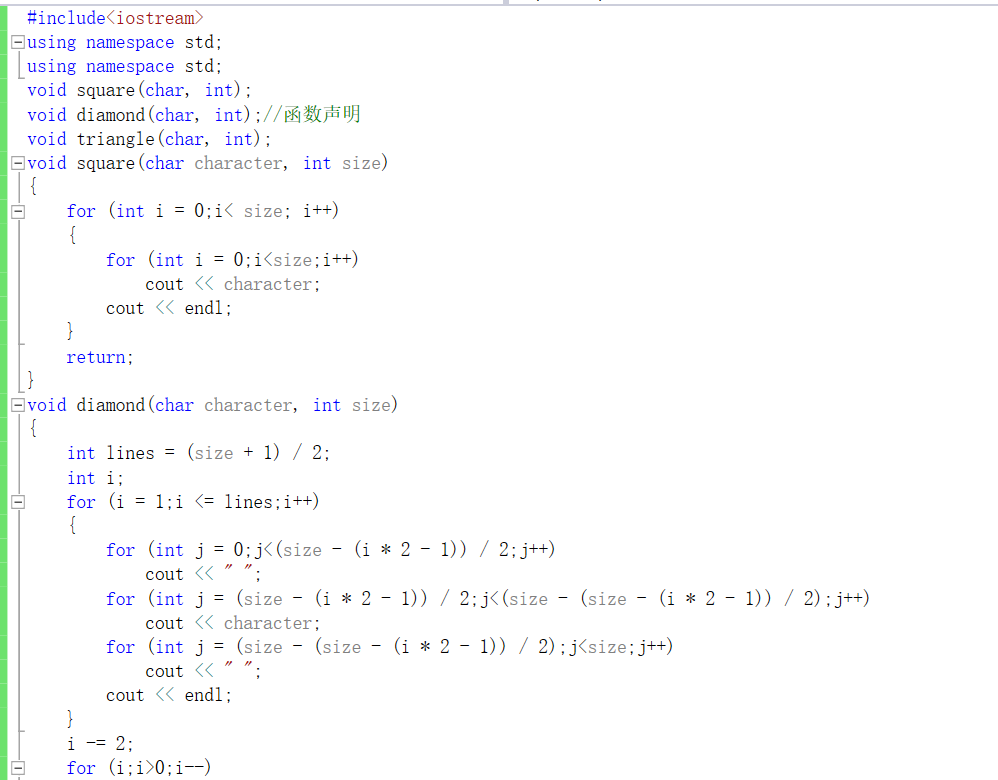 #include<iostream>
using namespace std;
using namespace std;
void square(char, int);
void diamond(char, int);//函数声明
void triangle(char, int);
void square(char character, int size)
{
    for (int i = 0;i< size; i++)
    {
        for (int i = 0;i<size;i++)
            cout << character;
        cout << endl;
    }
    return;
}
void diamond(char character, int size)
{
    int lines = (size + 1) / 2;
    int i;
    for (i = 1;i <= lines;i++)
    {
        for (int j = 0;j<(size - (i * 2 - 1)) / 2;j++)
            cout << " ";
        for (int j = (size - (i * 2 - 1)) / 2;j<(size - (size - (i * 2 - 1)) / 2);j++)
            cout << character;
        for (int j = (size - (size - (i * 2 - 1)) / 2);j<size;j++)
            cout << " ";
        cout << endl;
    }
    i -= 2;
    for (i;i>0;i--)